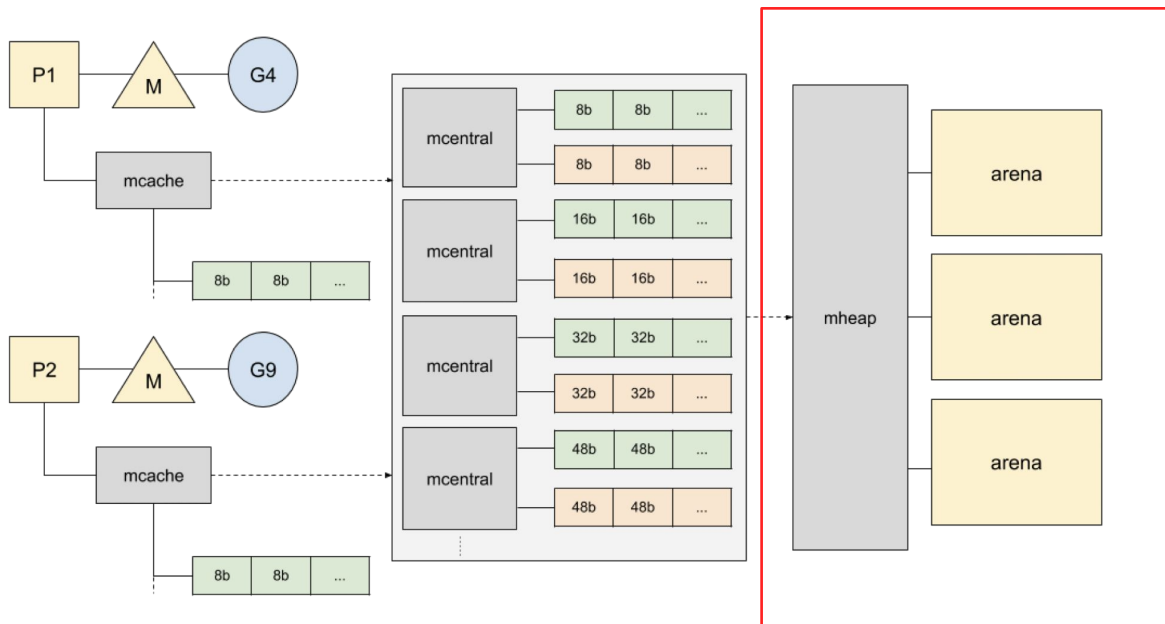 P1
M
G4
mcache
8b 8b ...
P2
M
G9
mcache
8b 8b ...
mcentral
8b 8b ...
8b 8b ...
mcentral
16b 16b ...
16b 16b ...
mcentral
32b 32b ...
32b 32b ...
mcentral
48b 48b ...
48b 48b ...
mheap
arena
arena
arena